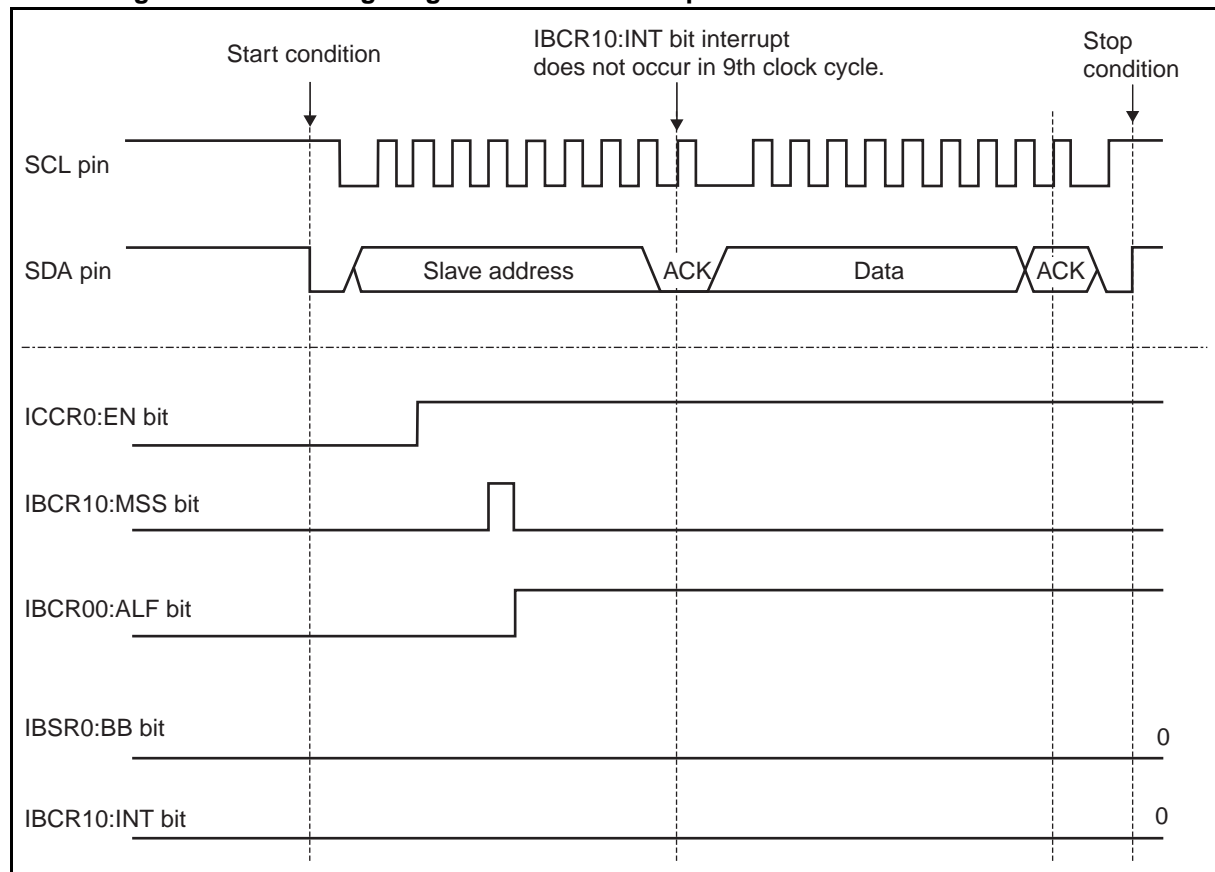 Start condition
IBCR10:INT bit interrupt
does not occur in 9th clock cycle.
Stop
condition
SCL pin
SDA pin
Slave address
ACK
Data
ACK
ICCR0:EN bit
IBCR10:MSS bit
IBCR00:ALF bit
IBSR0:BB bit
0
IBCR10:INT bit
0